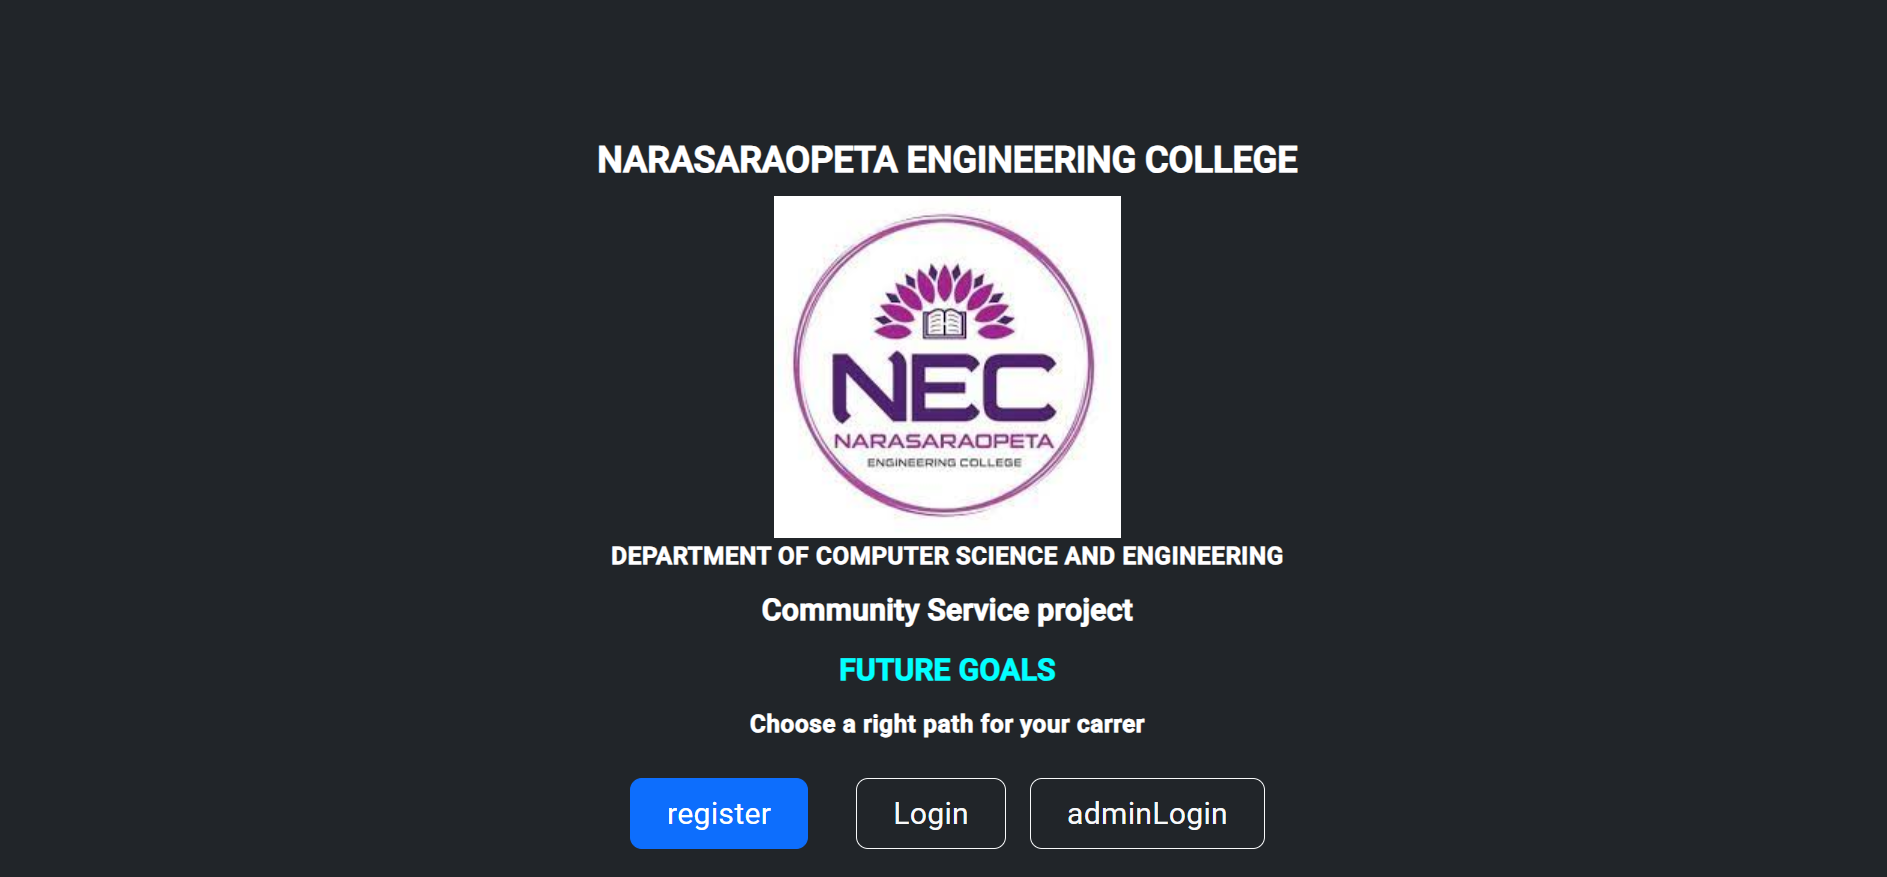 NARASARAOPETA ENGINEERING COLLEGE
NEC
NARASARAOPETA
ENGINEERING COLLEGE
DEPARTMENT OF COMPUTER SCIENCE AND ENGINEERING
Community Service project
FUTURE GOALS
Choose a right path for your carrer
register Login adminLogin